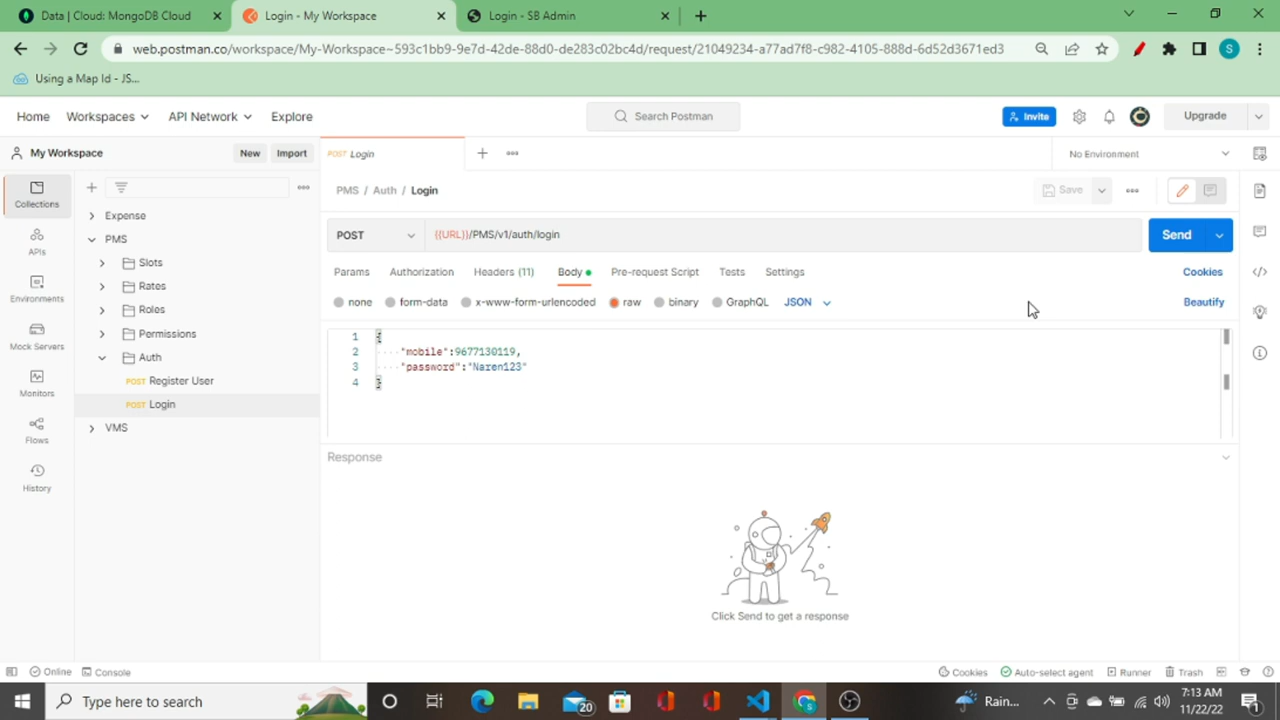 Data | Cloud: MongoDB Cloud
Login - My Workspace
Login - SB Admin
web.postman.co/workspace/My-Workspace~593c1bb9-9e7d-42de-88d0-de283c02bc4d/request/21049234-a77ad7f8-c982-4105-888d-6d52d3671ed3
S
Using a Map Id - JS...
Home Workspaces API Network Explore
Search Postman
Invite
Upgrade
My Workspace
New Import
POST Login
No Environment
Collections
APIs
Environments
Mock Servers
Monitors
Flows
History
Expense
PMS
Slots
Rates
Roles
Permissions
Auth
POST Register User
POST Login
VMS
PMS / Auth / Login
Save
POST
{{URL}}/PMS/v1/auth/login
Send
Params Authorization Headers (11) Body Pre-request Script Tests Settings
Cookies
none form-data x-www-form-urlencoded raw binary GraphQL JSON
Beautify
1 {
2 "mobile":9677130119,
3 "password":"Naren123"
4 }
Response
Click Send to get a response
Online Console
Cookies Auto-select agent Runner Trash
Type here to search
20
Rain...
7:13 AM
11/22/22
1